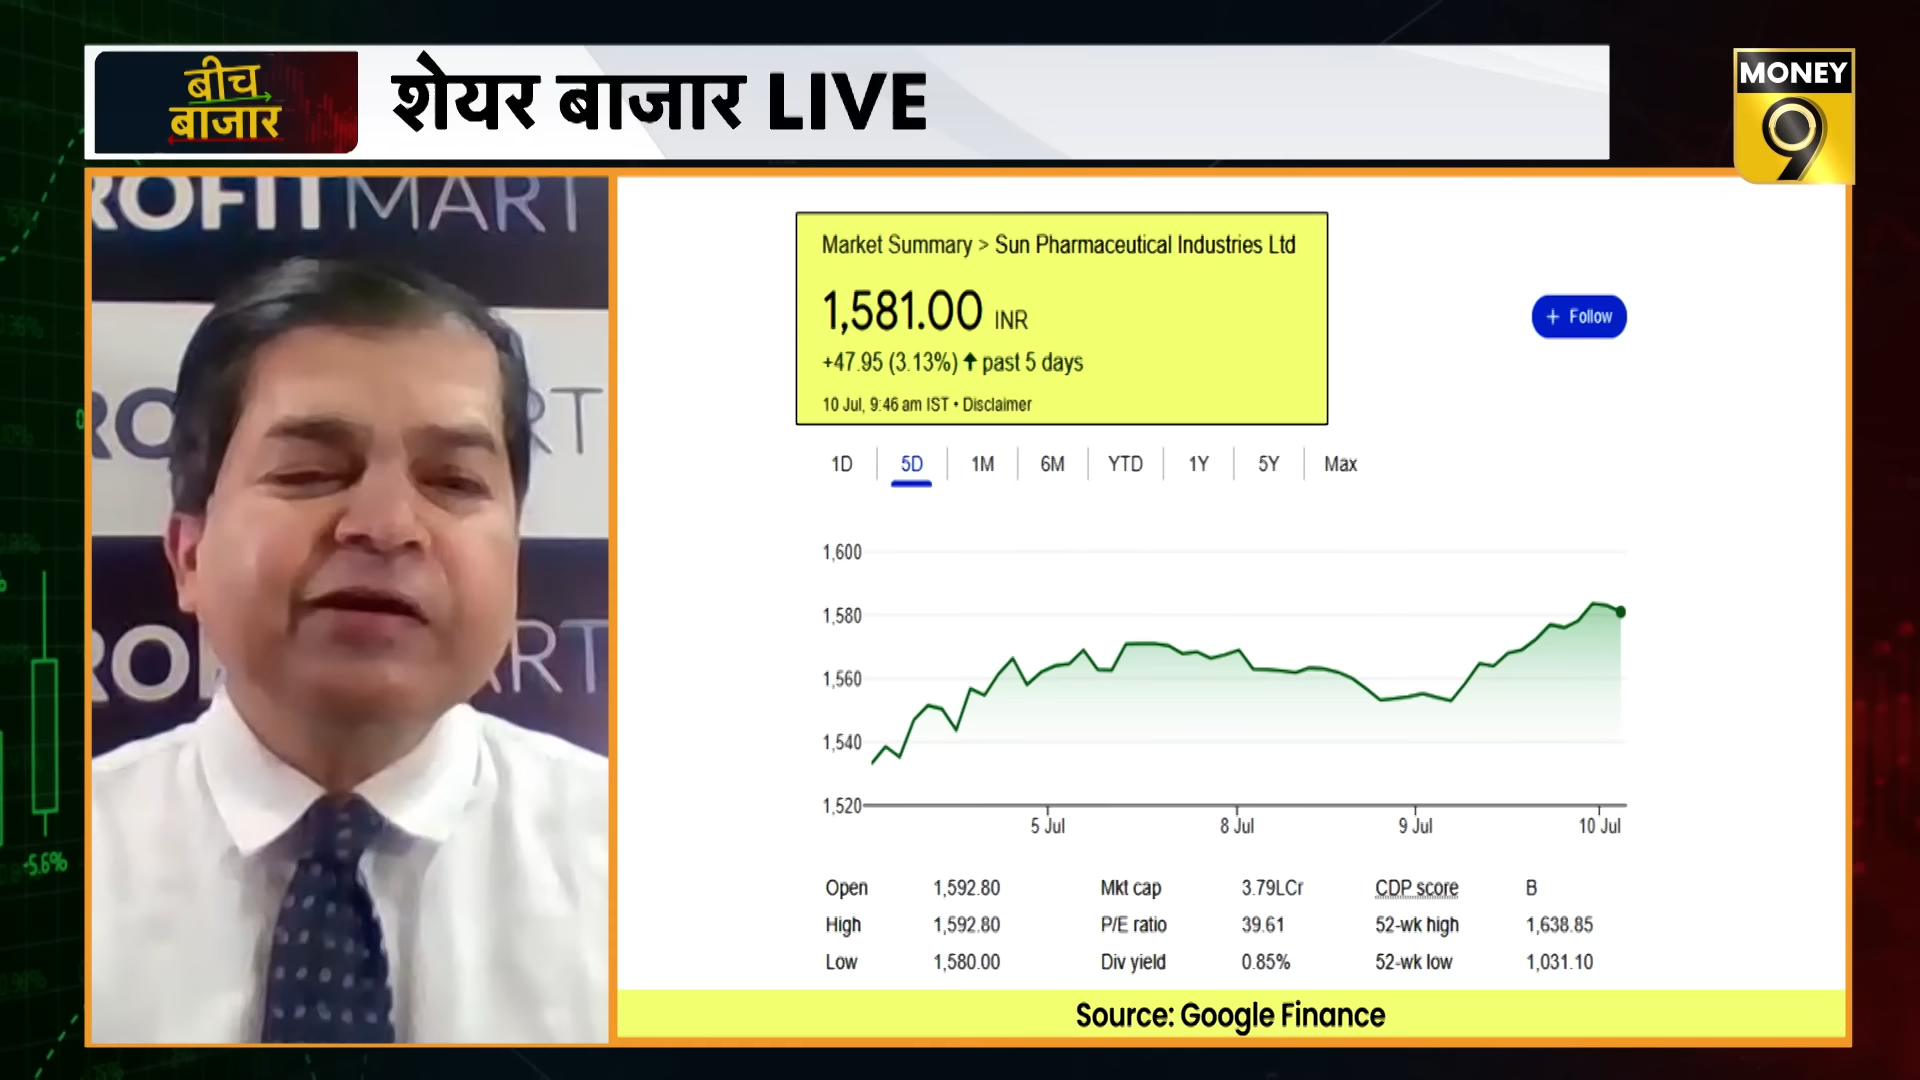 बीच
बाजार
शेयर बाजार LIVE
MONEY
9
ROFITMART
RO RT
RO ART
Market Summary > Sun Pharmaceutical Industries Ltd
1,581.00 INR
+47.95 (3.13%) ↑ past 5 days
10 Jul, 9:46 am IST • Disclaimer
+ Follow
1D 5D 1M 6M YTD 1Y 5Y Max
1,600
1,580
1,560
1,540
1,520
5 Jul 8 Jul 9 Jul 10 Jul
Open 1,592.80 Mkt cap 3.79LCr CDP score B
High 1,592.80 P/E ratio 39.61 52-wk high 1,638.85
Low 1,580.00 Div yield 0.85% 52-wk low 1,031.10
Source: Google Finance
-5.6%